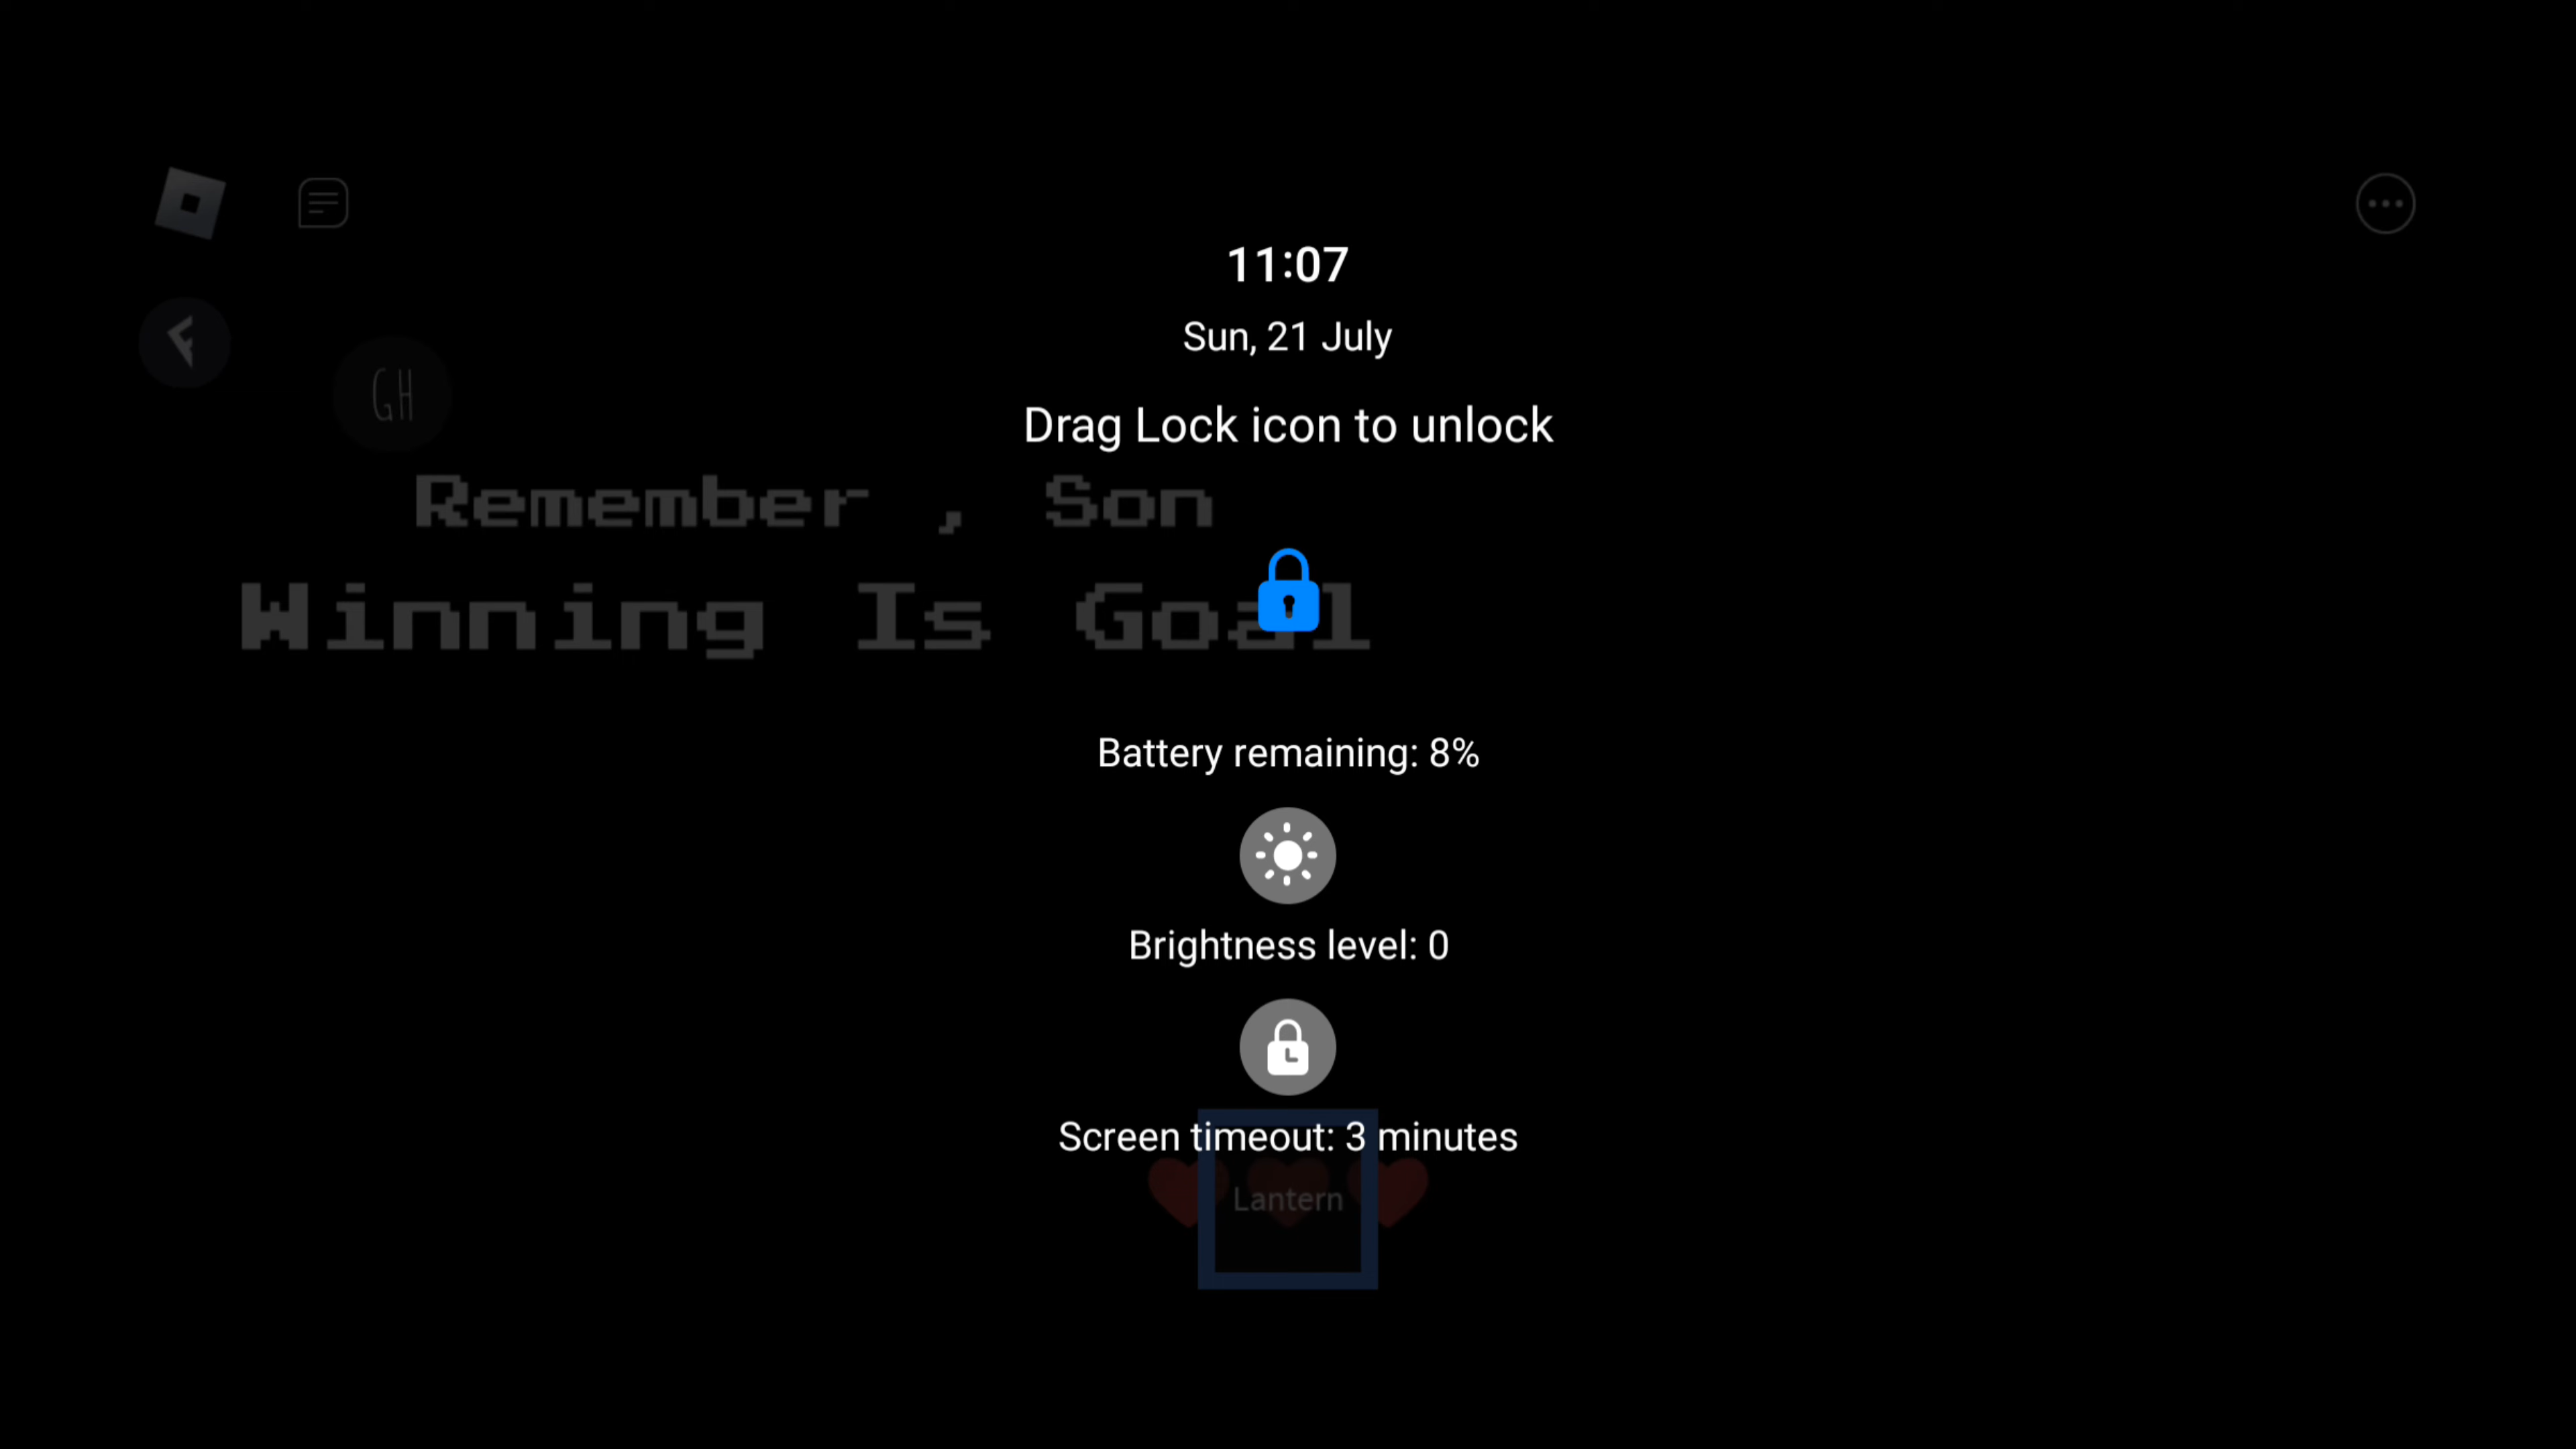 11:07
Sun, 21 July
GH
Drag Lock icon to unlock
Remember , Son
Winning Is Goal
Battery remaining: 8%
Brightness level: 0
Screen timeout: 3 minutes
Lantern